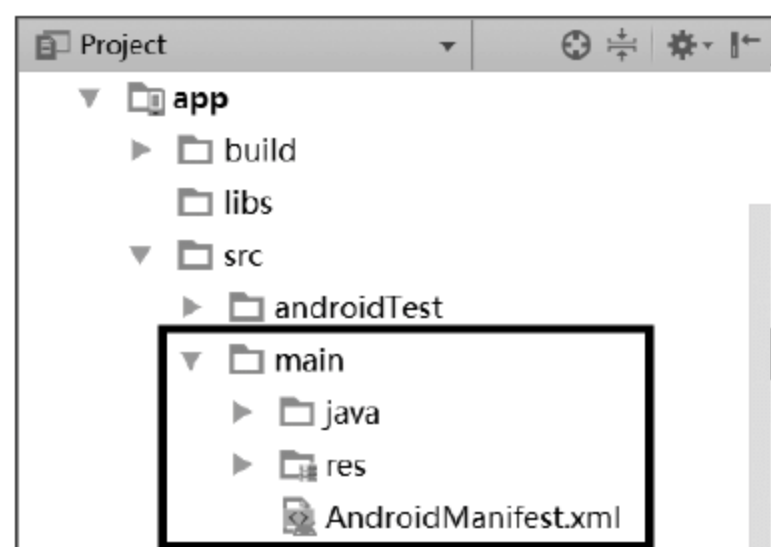 Project
app
build
libs
src
androidTest
main
java
res
AndroidManifest.xml